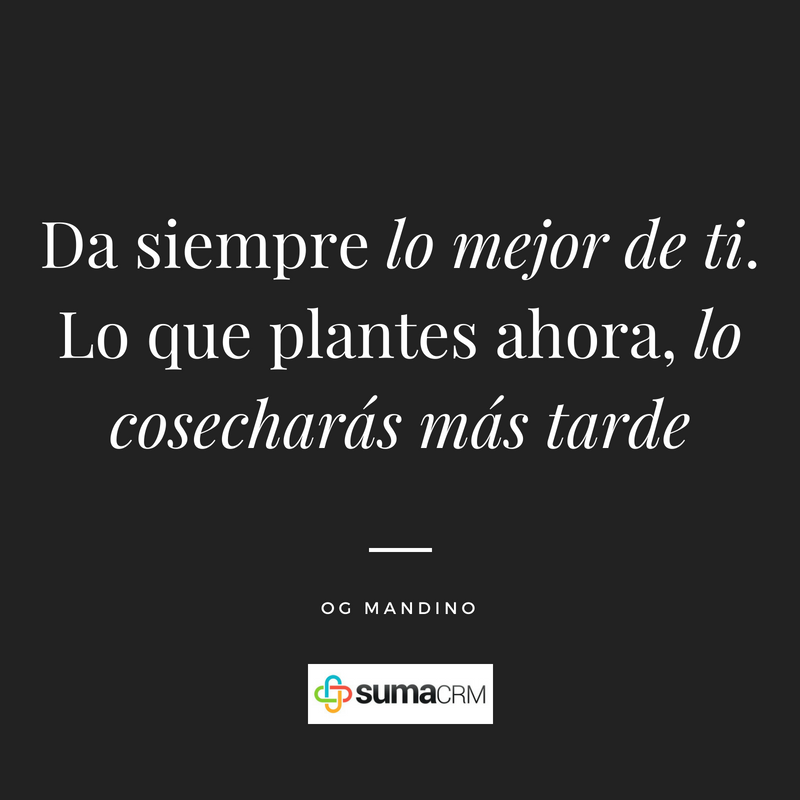 Da siempre lo mejor de ti.
Lo que plantes ahora, lo
cosecharás más tarde
OG MANDINO
sumaCRM